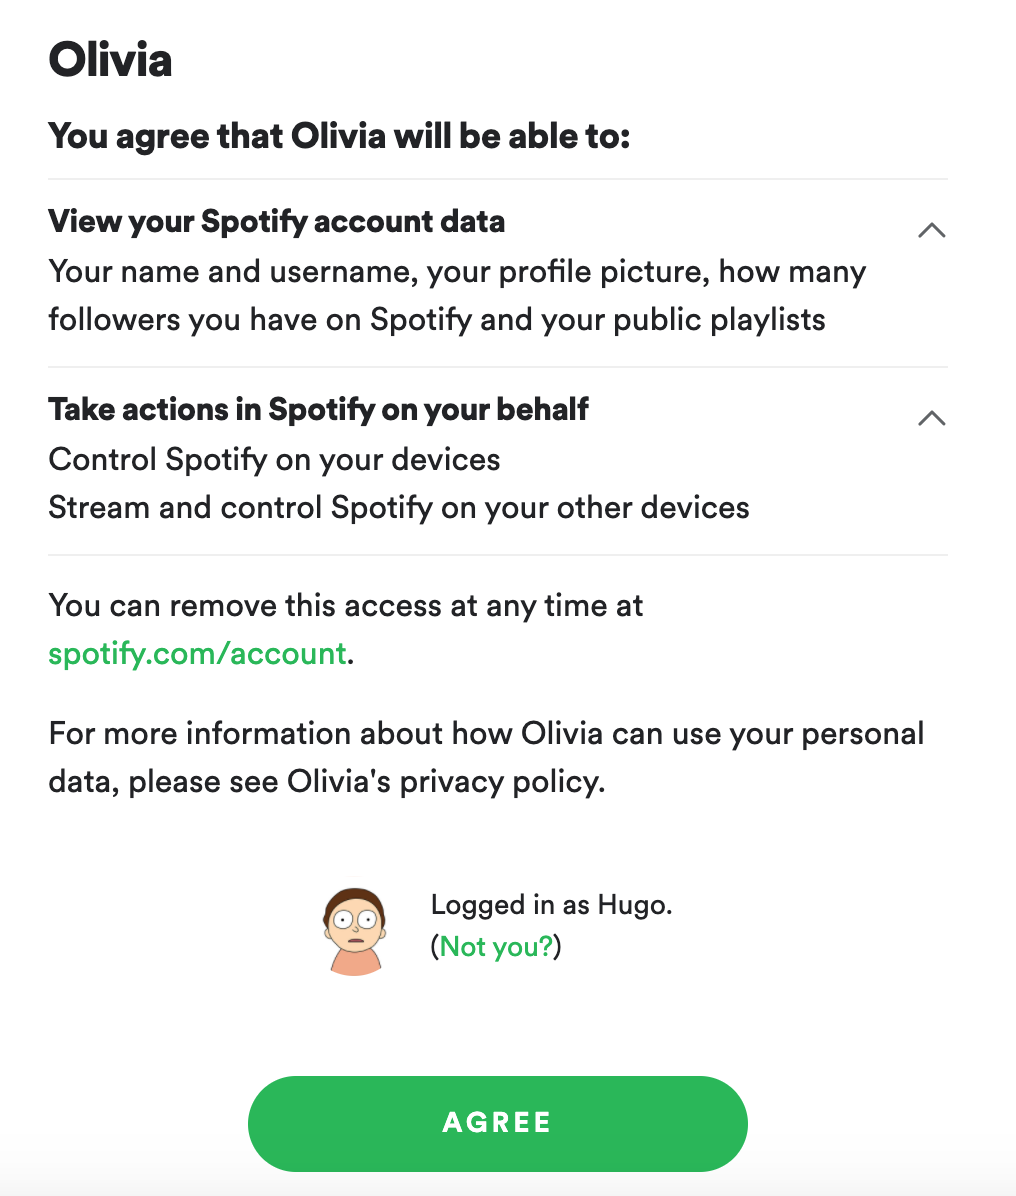 Olivia
You agree that Olivia will be able to:
View your Spotify account data
Your name and username, your profile picture, how many
followers you have on Spotify and your public playlists
Take actions in Spotify on your behalf
Control Spotify on your devices
Stream and control Spotify on your other devices
You can remove this access at any time at
spotify.com/account.
For more information about how Olivia can use your personal
data, please see Olivia's privacy policy.
Logged in as Hugo.
(Not you?)
AGREE